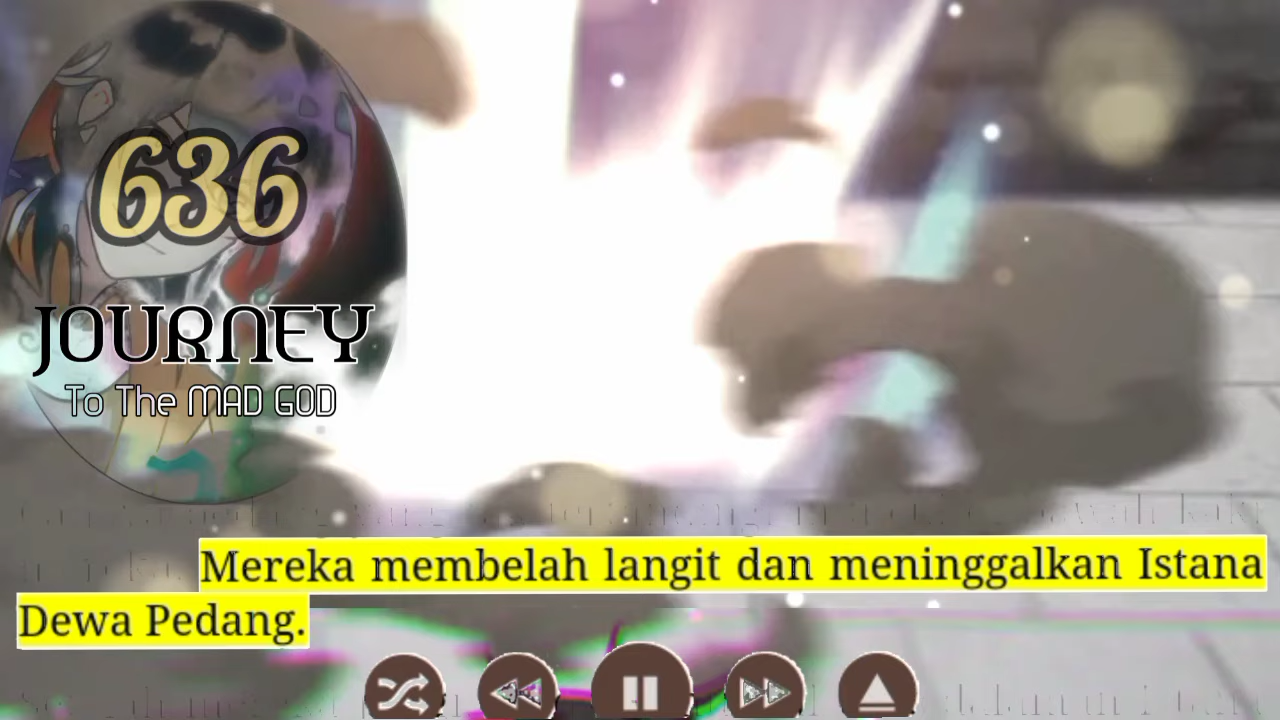 636
JOURNEY
To The MAD GOD
Mereka membelah langit dan meninggalkan Istana
Dewa Pedang.